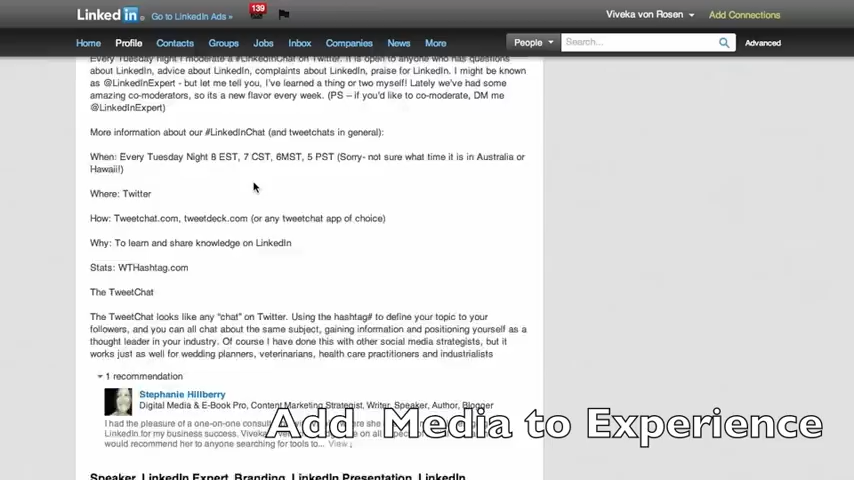 Linked in
Go to LinkedIn Ads »
139
Viveka von Rosen
Add Connections
Home Profile Contacts Groups Jobs Inbox Companies News More
People
Search...
Advanced
Every Tuesday night I moderate a #LinkedInChat on Twitter. It is open to anyone who has questions
about LinkedIn, advice about LinkedIn, complaints about LinkedIn, praise for LinkedIn. I might be known
as @LinkedInExpert - but let me tell you, I've learned a thing or two myself! Lately we've had some
amazing co-moderators, so its a new flavor every week. (PS – if you'd like to co-moderate, DM me
@LinkedInExpert)
More information about our #LinkedInChat (and tweetchats in general):
When: Every Tuesday Night 8 EST, 7 CST, 6MST, 5 PST (Sorry- not sure what time it is in Australia or
Hawaii!)
Where: Twitter
How: Tweetchat.com, tweetdeck.com (or any tweetchat app of choice)
Why: To learn and share knowledge on LinkedIn
Stats: WTHashtag.com
The TweetChat
The TweetChat looks like any "chat" on Twitter. Using the hashtag# to define your topic to your
followers, and you can all chat about the same subject, gaining information and positioning yourself as a
thought leader in your industry. Of course I have done this with other social media strategists, but it
works just as well for wedding planners, veterinarians, health care practitioners and industrialists
1 recommendation
Stephanie Hillberry
Digital Media & E-Book Pro, Content Marketing Strategist, Writer, Speaker, Author, Blogger
I had the pleasure of a one-on-one she
LinkedIn for my business success. on all
would recommend her to anyone searching for tools to... View
Add Media to Experience
Speaker, LinkedIn Expert, Branding, LinkedIn Presentation, LinkedIn